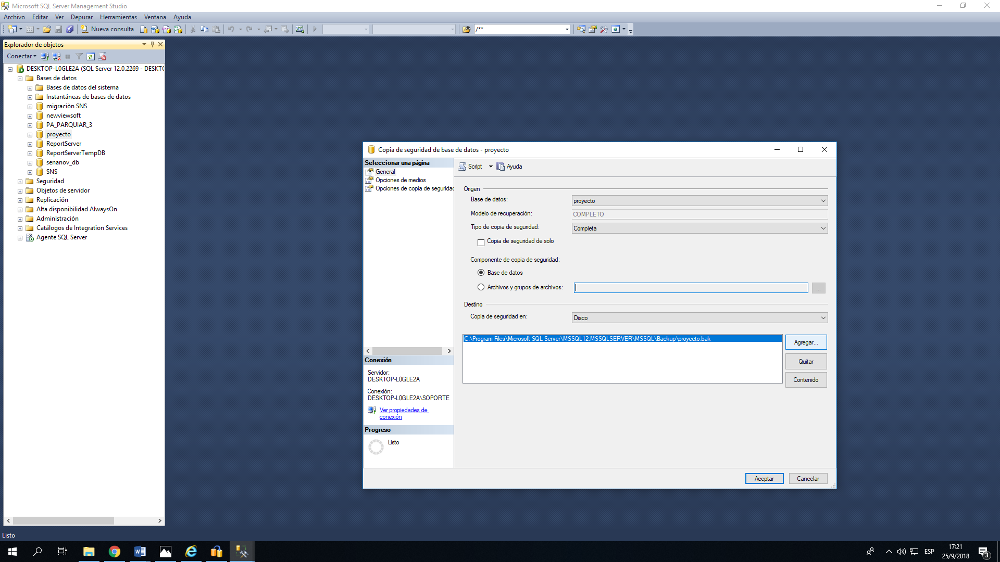 Microsoft SQL Server Management Studio
Archivo Editar Ver Depurar Herramientas Ventana Ayuda
Nueva consulta
/**
Explorador de objetos
Conectar
DESKTOP-L0GLE2A (SQL Server 12.0.2269 - DESKT(
Bases de datos
Bases de datos del sistema
Instantáneas de bases de datos
migraciòn SNS
newviewsoft
PA_PARQUIAR_3
proyecto
ReportServer
ReportServerTempDB
senanov_db
SNS
Seguridad
Objetos de servidor
Replicación
Alta disponibilidad AlwaysOn
Administración
Catálogos de Integration Services
Agente SQL Server
Copia de seguridad de base de datos - proyecto
Seleccionar una página
General
Opciones de medios
Opciones de copia de seguridad
Script
Ayuda
Origen
Base de datos:
proyecto
Modelo de recuperación:
COMPLETO
Tipo de copia de seguridad:
Completa
Copia de seguridad de solo
Componente de copia de seguridad:
Base de datos
Archivos y grupos de archivos:
...
Destino
Copia de seguridad en:
Disco
C:\Program Files\Microsoft SQL Server\MSSQL12.MSSQLSERVER\MSSQL\Backup\proyecto.bak
Agregar...
Quitar
Contenido
Conexión
Servidor:
DESKTOP-L0GLE2A
Conexión:
DESKTOP-L0GLE2A\SOPORTE
Ver propiedades de
conexión
Progreso
Listo
Aceptar
Cancelar
Listo
ESP
17:21
25/9/2018
3